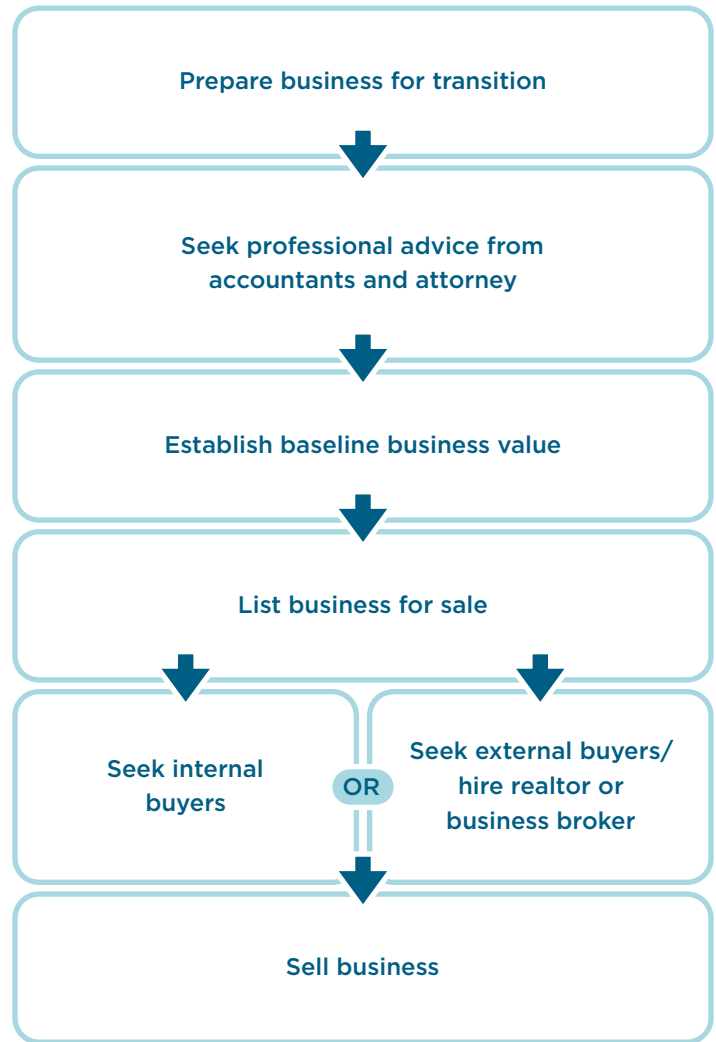 Prepare business for transition
Seek professional advice from
accountants and attorney
Establish baseline business value
List business for sale
Seek internal
buyers
OR
Seek external buyers/
hire realtor or
business broker
Sell business